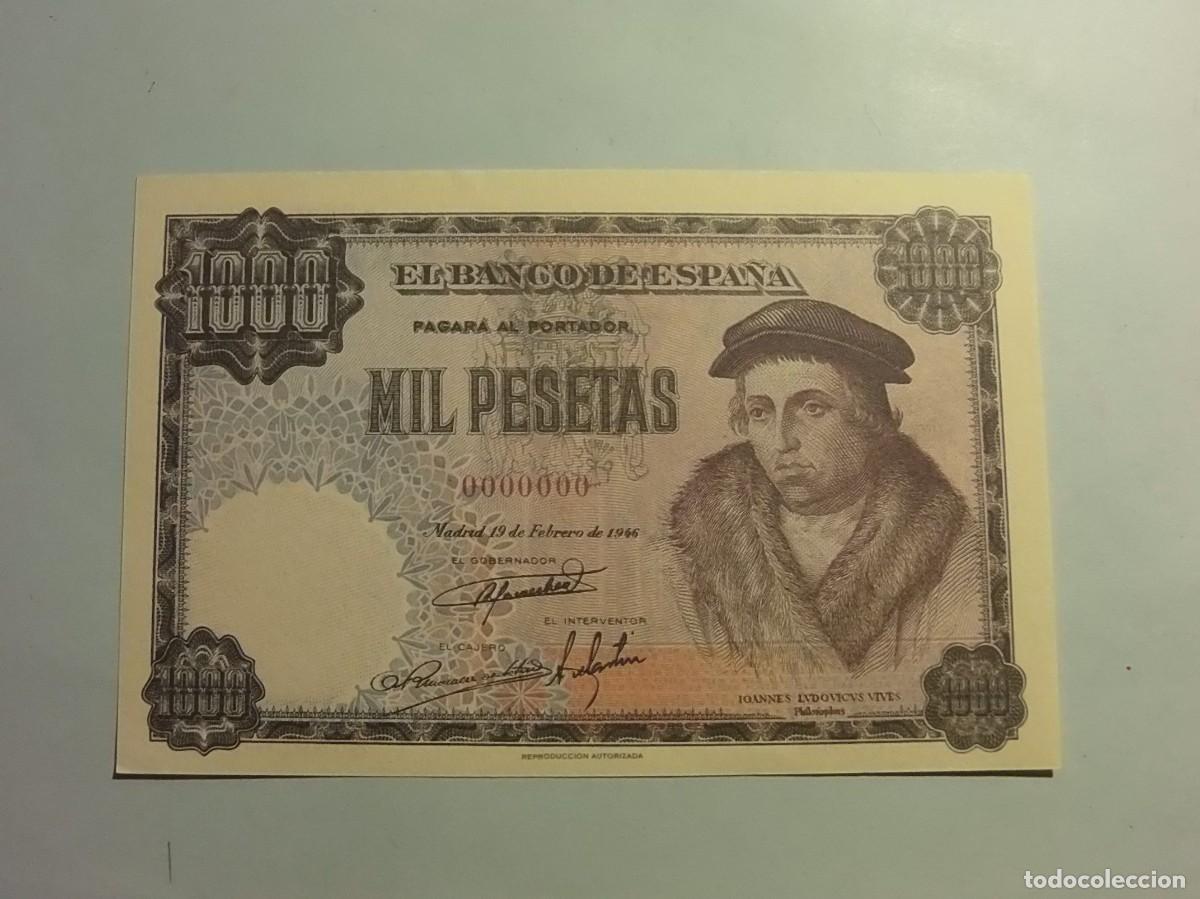 1000
1000
EL BANCO DE ESPAÑA
PAGARÁ AL PORTADOR
MIL PESETAS
0000000
Madrid 19 de Febrero de 1946
EL GOBERNADOR
EL INTERVENTOR
EL CAJERO
IOANNES LVDOVICVS VIVES
Philosophus
1000
1000
REPRODUCCION AUTORIZADA
todocoleccion